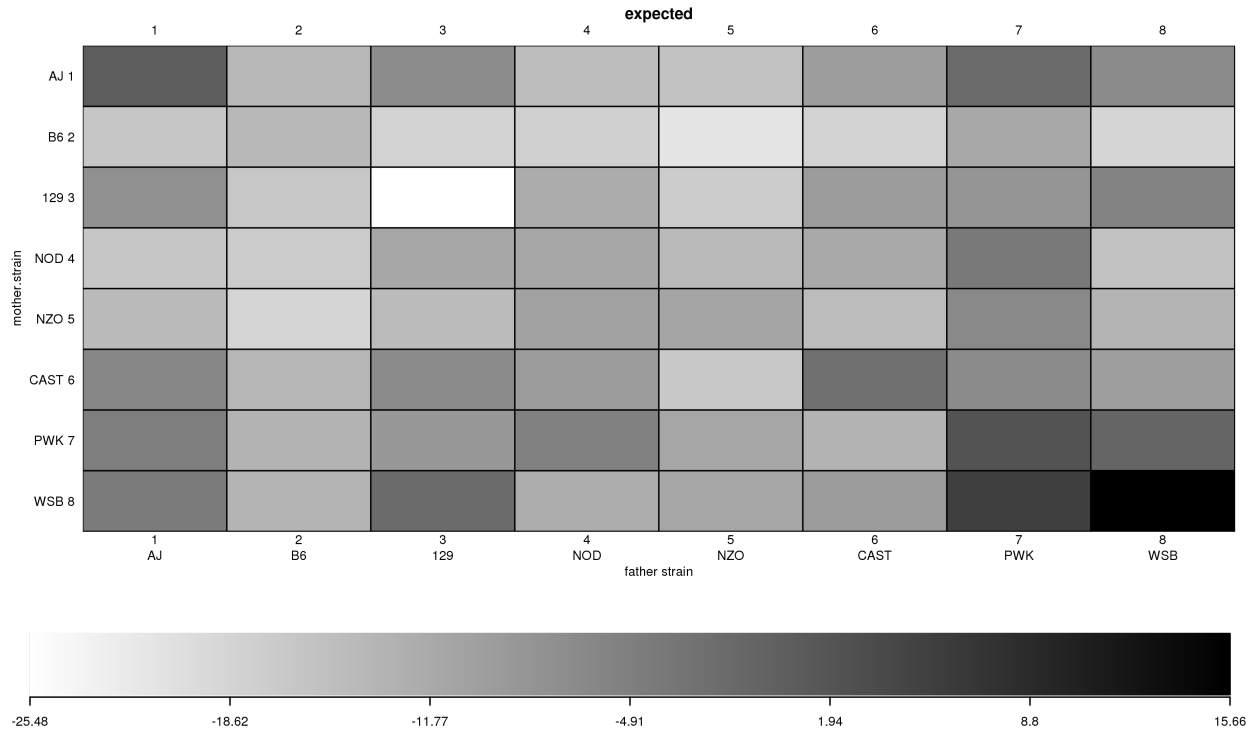 expected
1 2 3 4 5 6 7 8
AJ 1
B6 2
129 3
NOD 4
NZO 5
CAST 6
PWK 7
WSB 8
mother.strain
1 2 3 4 5 6 7 8
AJ B6 129 NOD NZO CAST PWK WSB
father strain
-25.48 -18.62 -11.77 -4.91 1.94 8.8 15.66